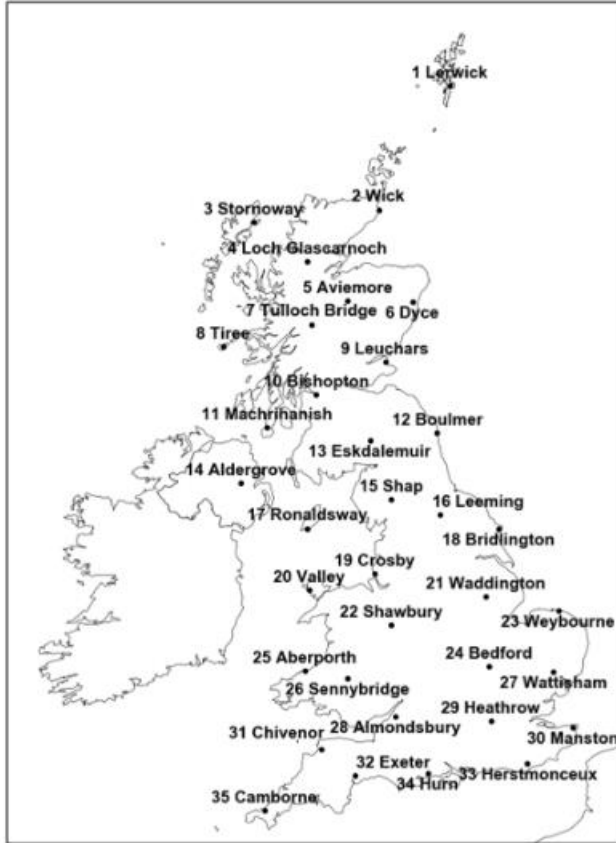 1 Lerwick
2 Wick
3 Stornoway
4 Loch Glascarnoch
5 Aviemore
6 Dyce
7 Tulloch Bridge
8 Tiree
9 Leuchars
10 Bishopton
11 Machrihanish
12 Boulmer
13 Eskdalemuir
14 Aldergrove
15 Shap
16 Leeming
17 Ronaldsway
18 Bridlington
19 Crosby
20 Valley
21 Waddington
22 Shawbury
23 Weybourne
24 Bedford
25 Aberporth
26 Sennybridge
27 Wattisham
28 Almondsbury
29 Heathrow
30 Manston
31 Chivenor
32 Exeter
33 Herstmonceux
34 Hurn
35 Camborne